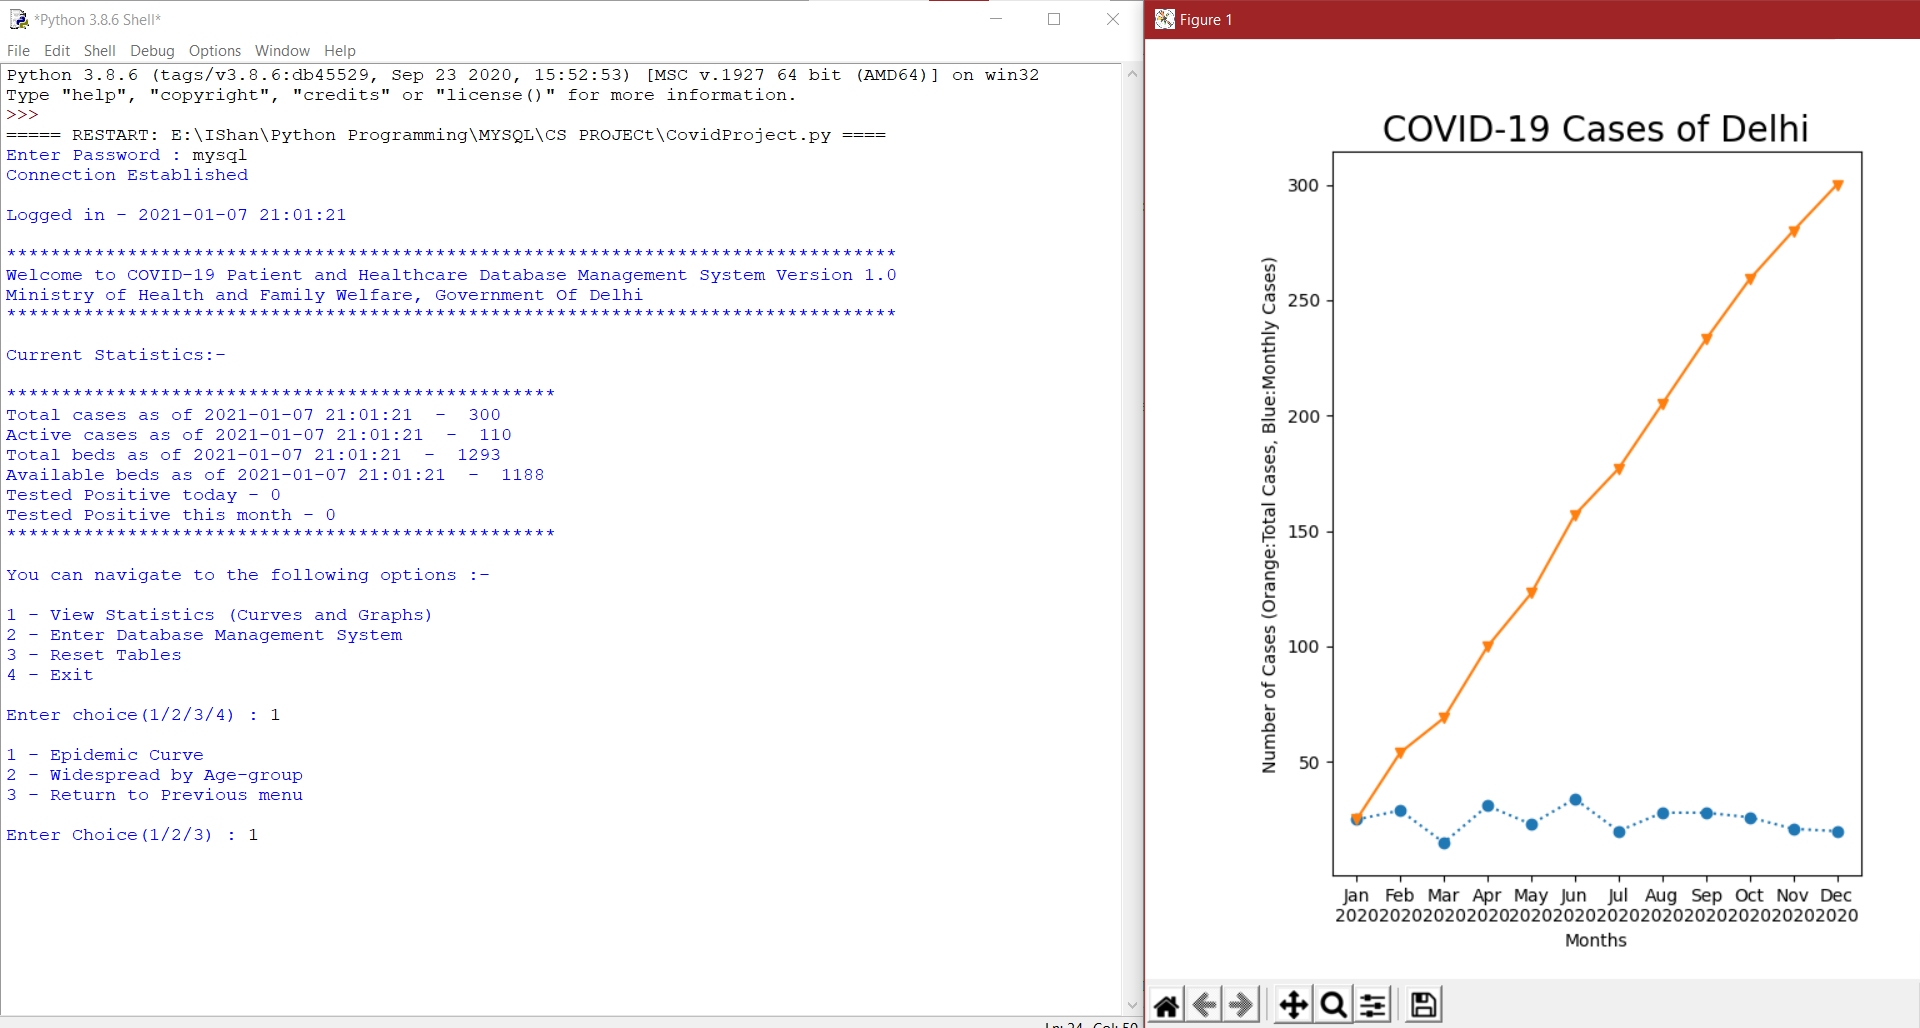 *Python 3.8.6 Shell*
File Edit Shell Debug Options Window Help
Python 3.8.6 (tags/v3.8.6:db45529, Sep 23 2020, 15:52:53) [MSC v.1927 64 bit (AMD64)] on win32
Type "help", "copyright", "credits" or "license()" for more information.
>>>
===== RESTART: E:\IShan\Python Programming\MYSQL\CS PROJECt\CovidProject.py ====
Enter Password : mysql
Connection Established
Logged in - 2021-01-07 21:01:21
*********************************************************************************
Welcome to COVID-19 Patient and Healthcare Database Management System Version 1.0
Ministry of Health and Family Welfare, Government Of Delhi
*********************************************************************************
Current Statistics:-
**************************************************
Total cases as of 2021-01-07 21:01:21  -  300
Active cases as of 2021-01-07 21:01:21  -  110
Total beds as of 2021-01-07 21:01:21  -  1293
Available beds as of 2021-01-07 21:01:21  -  1188
Tested Positive today - 0
Tested Positive this month - 0
**************************************************
You can navigate to the following options :-
1 - View Statistics (Curves and Graphs)
2 - Enter Database Management System
3 - Reset Tables
4 - Exit
Enter choice(1/2/3/4) : 1
1 - Epidemic Curve
2 - Widespread by Age-group
3 - Return to Previous menu
Enter Choice(1/2/3) : 1
Ln: 24 Col: 50
Figure 1
COVID-19 Cases of Delhi
Number of Cases (Orange:Total Cases, Blue:Monthly Cases)
300
250
200
150
100
50
Jan Feb Mar Apr May Jun Jul Aug Sep Oct Nov Dec
2020 2020 2020 2020 2020 2020 2020 2020 2020 2020 2020 2020
Months